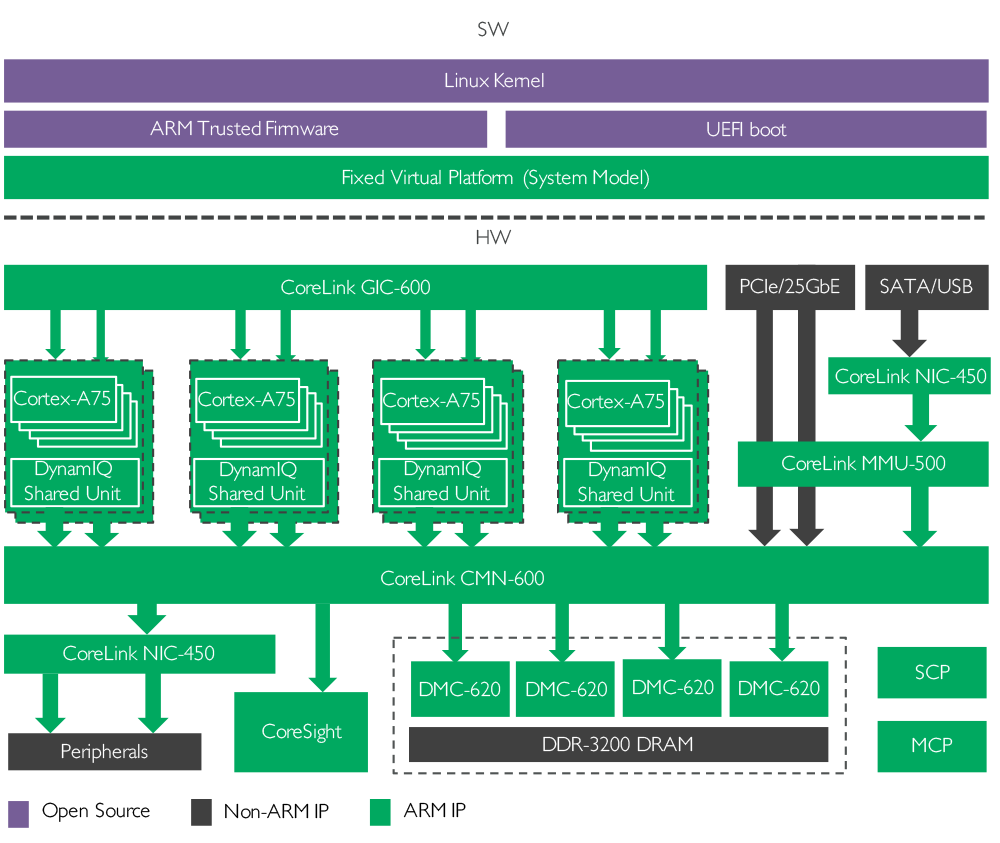 SW
Linux Kernel
ARM Trusted Firmware
UEFI boot
Fixed Virtual Platform (System Model)
HW
CoreLink GIC-600
PCIe/25GbE
SATA/USB
CoreLink NIC-450
Cortex-A75
Cortex-A75
Cortex-A75
Cortex-A75
CoreLink MMU-500
DynamIQ
Shared Unit
DynamIQ
Shared Unit
DynamIQ
Shared Unit
DynamIQ
Shared Unit
CoreLink CMN-600
CoreLink NIC-450
SCP
DMC-620
DMC-620
DMC-620
DMC-620
CoreSight
Peripherals
DDR-3200 DRAM
MCP
Open Source
Non-ARM IP
ARM IP